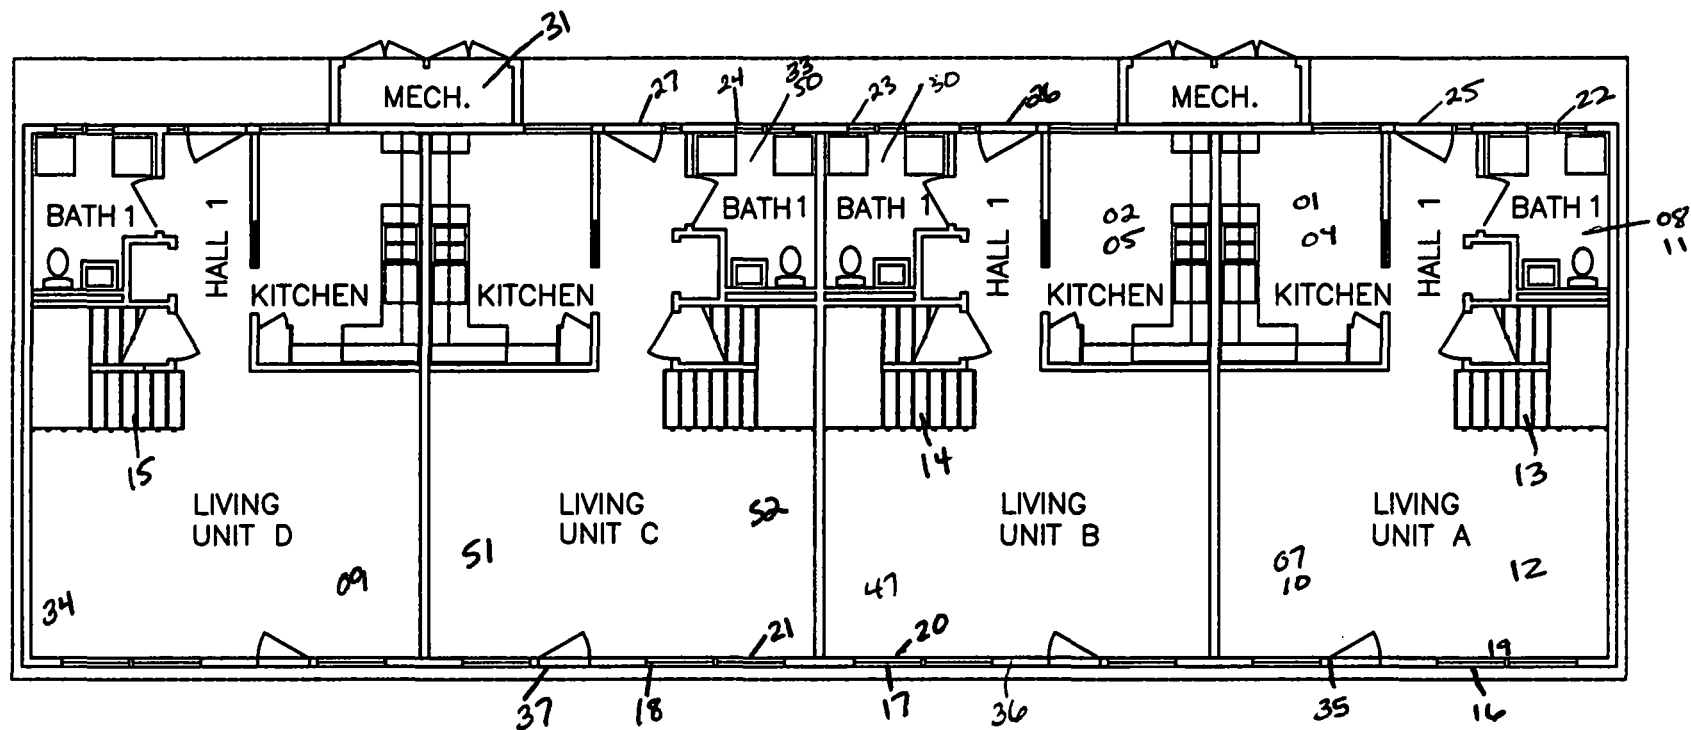 31
MECH.
27
24
33
50
23
30
26
MECH.
25
22
BATH 1
HALL 1
KITCHEN
KITCHEN
BATH 1
BATH 1
HALL 1
02
05
KITCHEN
01
04
KITCHEN
HALL 1
BATH 1
08
11
15
14
13
LIVING
UNIT D
LIVING
UNIT C
52
LIVING
UNIT B
LIVING
UNIT A
34
09
51
47
07
10
12
21
20
19
37
18
17
36
35
16